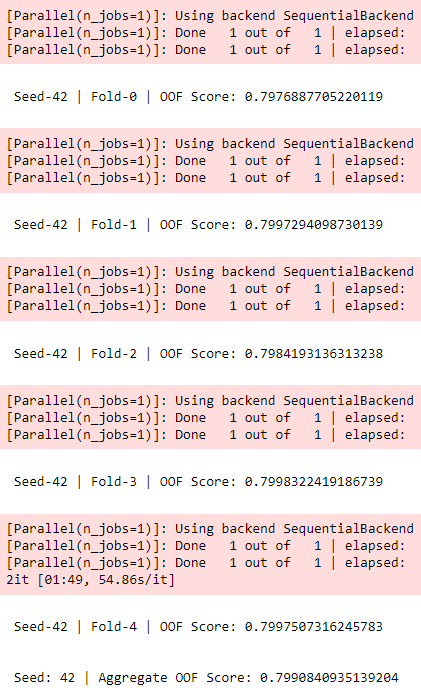 [Parallel(n_jobs=1)]: Using backend SequentialBackend
[Parallel(n_jobs=1)]: Done   1 out of   1 | elapsed:
[Parallel(n_jobs=1)]: Done   1 out of   1 | elapsed:
Seed-42 | Fold-0 | OOF Score: 0.7976887705220119
[Parallel(n_jobs=1)]: Using backend SequentialBackend
[Parallel(n_jobs=1)]: Done   1 out of   1 | elapsed:
[Parallel(n_jobs=1)]: Done   1 out of   1 | elapsed:
Seed-42 | Fold-1 | OOF Score: 0.7997294098730139
[Parallel(n_jobs=1)]: Using backend SequentialBackend
[Parallel(n_jobs=1)]: Done   1 out of   1 | elapsed:
[Parallel(n_jobs=1)]: Done   1 out of   1 | elapsed:
Seed-42 | Fold-2 | OOF Score: 0.7984193136313238
[Parallel(n_jobs=1)]: Using backend SequentialBackend
[Parallel(n_jobs=1)]: Done   1 out of   1 | elapsed:
[Parallel(n_jobs=1)]: Done   1 out of   1 | elapsed:
Seed-42 | Fold-3 | OOF Score: 0.7998322419186739
[Parallel(n_jobs=1)]: Using backend SequentialBackend
[Parallel(n_jobs=1)]: Done   1 out of   1 | elapsed:
[Parallel(n_jobs=1)]: Done   1 out of   1 | elapsed:
2it [01:49, 54.86s/it]
Seed-42 | Fold-4 | OOF Score: 0.7997507316245783
Seed: 42 | Aggregate OOF Score: 0.7990840935139204